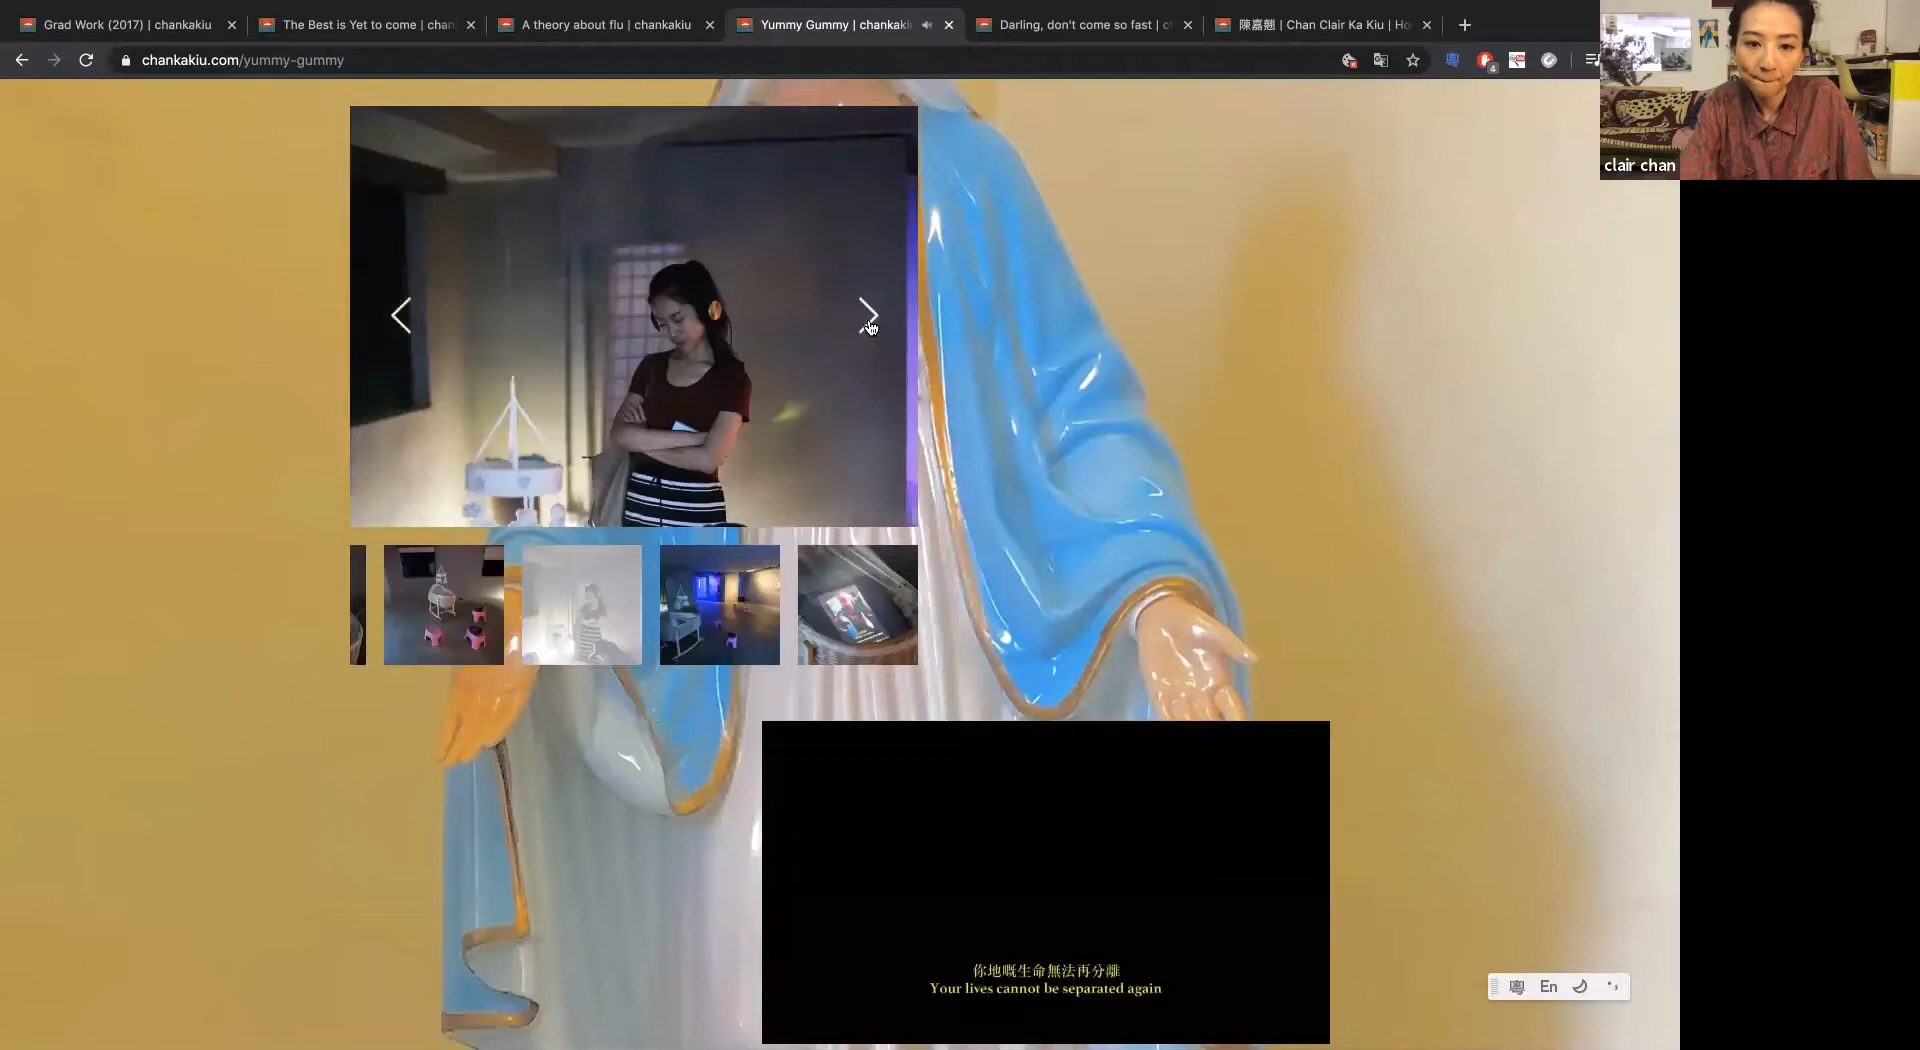 Grad Work (2017) | chankakiu
The Best is Yet to come | chan
A theory about flu | chankakiu
Yummy Gummy | chankaki
Darling, don't come so fast | c
陳嘉翹 | Chan Clair Ka Kiu | Ho
chankakiu.com/yummy-gummy
4
clair chan
你地嘅生命無法再分離
Your lives cannot be separated again
粵 En